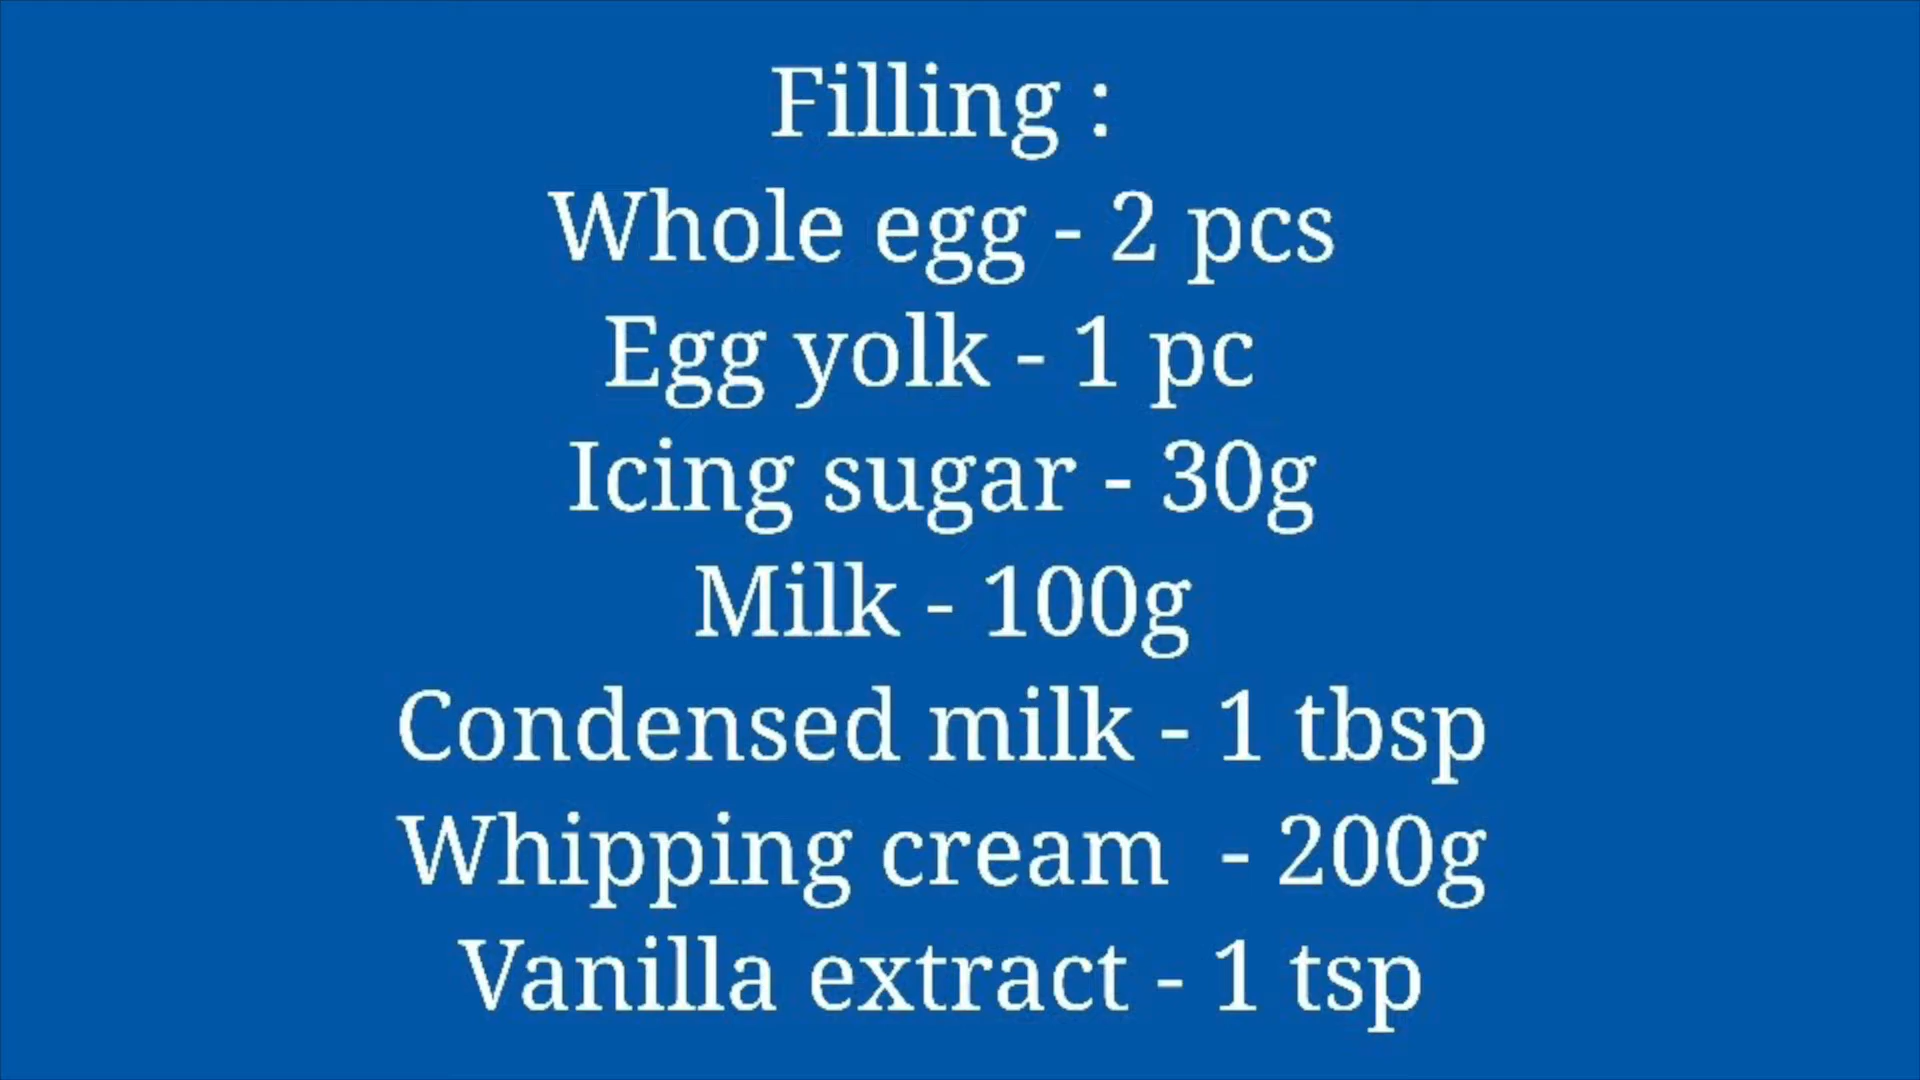 Filling :
Whole egg - 2 pcs
Egg yolk - 1 pc
Icing sugar - 30g
Milk - 100g
Condensed milk - 1 tbsp
Whipping cream  - 200g
Vanilla extract - 1 tsp